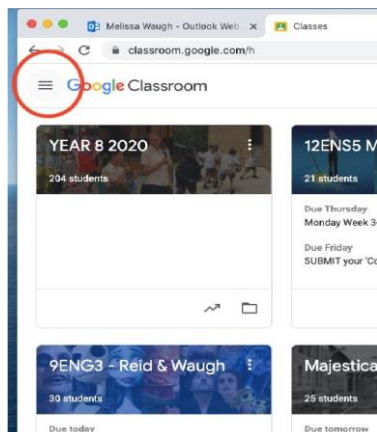 Melissa Waugh - Outlook Web
Classes
classroom.google.com/h
Google Classroom
YEAR 8 2020
204 students
12ENS5 M
21 students
Due Thursday
Monday Week 3
Due Friday
SUBMIT your 'Co
9ENG3 - Reid & Waugh
30 students
Due today
Majestica
25 students
Due tomorrow